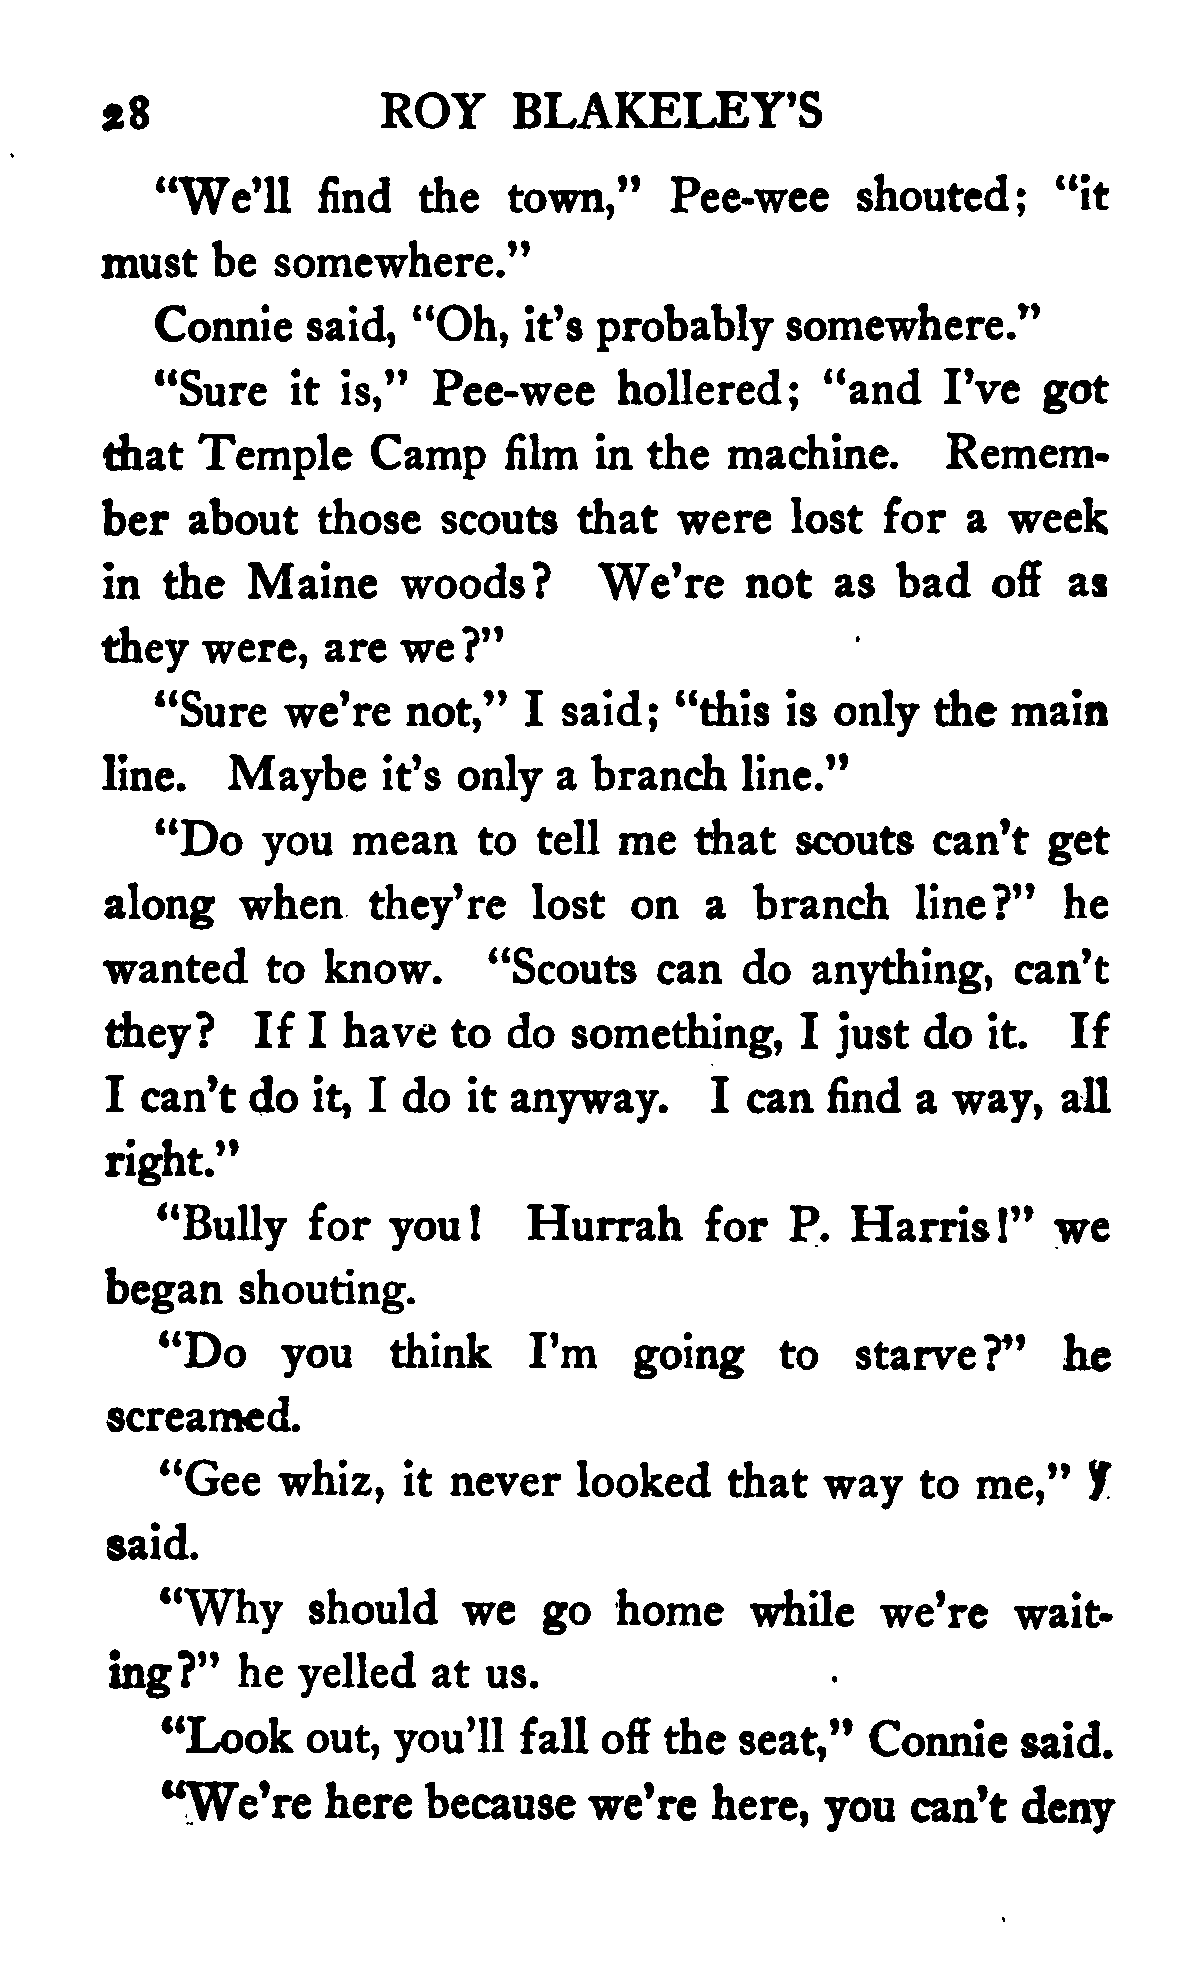 28 ROY BLAKELEY'S
"We'll find the town," Pee-wee shouted; "it
must be somewhere."
Connie said, "Oh, it's probably somewhere."
"Sure it is," Pee-wee hollered; "and I've got
that Temple Camp film in the machine. Remem-
ber about those scouts that were lost for a week
in the Maine woods? We're not as bad off as
they were, are we?"
"Sure we're not," I said; "this is only the main
line. Maybe it's only a branch line."
"Do you mean to tell me that scouts can't get
along when they're lost on a branch line?" he
wanted to know. "Scouts can do anything, can't
they? If I have to do something, I just do it. If
I can't do it, I do it anyway. I can find a way, all
right."
"Bully for you! Hurrah for P. Harris!" we
began shouting.
"Do you think I'm going to starve?" he
screamed.
"Gee whiz, it never looked that way to me," I
said.
"Why should we go home while we're wait-
ing?" he yelled at us.
"Look out, you'll fall off the seat," Connie said.
"We're here because we're here, you can't deny